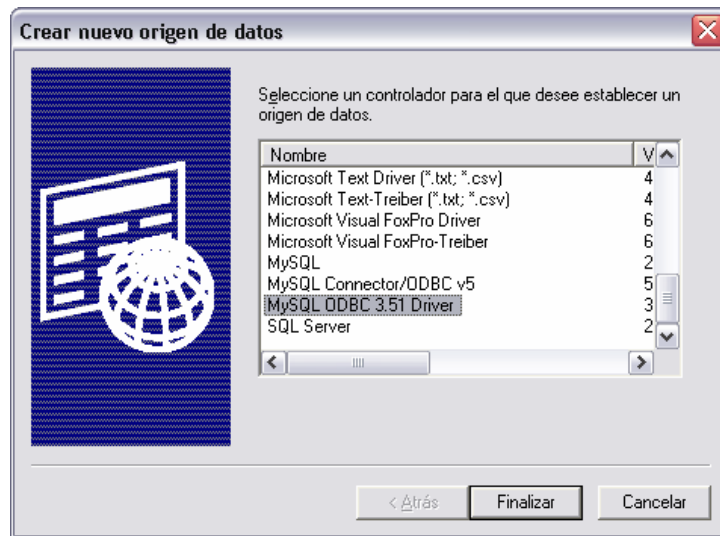 Crear nuevo origen de datos
Seleccione un controlador para el que desee establecer un
origen de datos.
Nombre V
Microsoft Text Driver (*.txt; *.csv) 4
Microsoft Text-Treiber (*.txt; *.csv) 4
Microsoft Visual FoxPro Driver 6
Microsoft Visual FoxPro-Treiber 6
MySQL 2
MySQL Connector/ODBC v5 5
MySQL ODBC 3.51 Driver 3
SQL Server 2
< Atrás Finalizar Cancelar